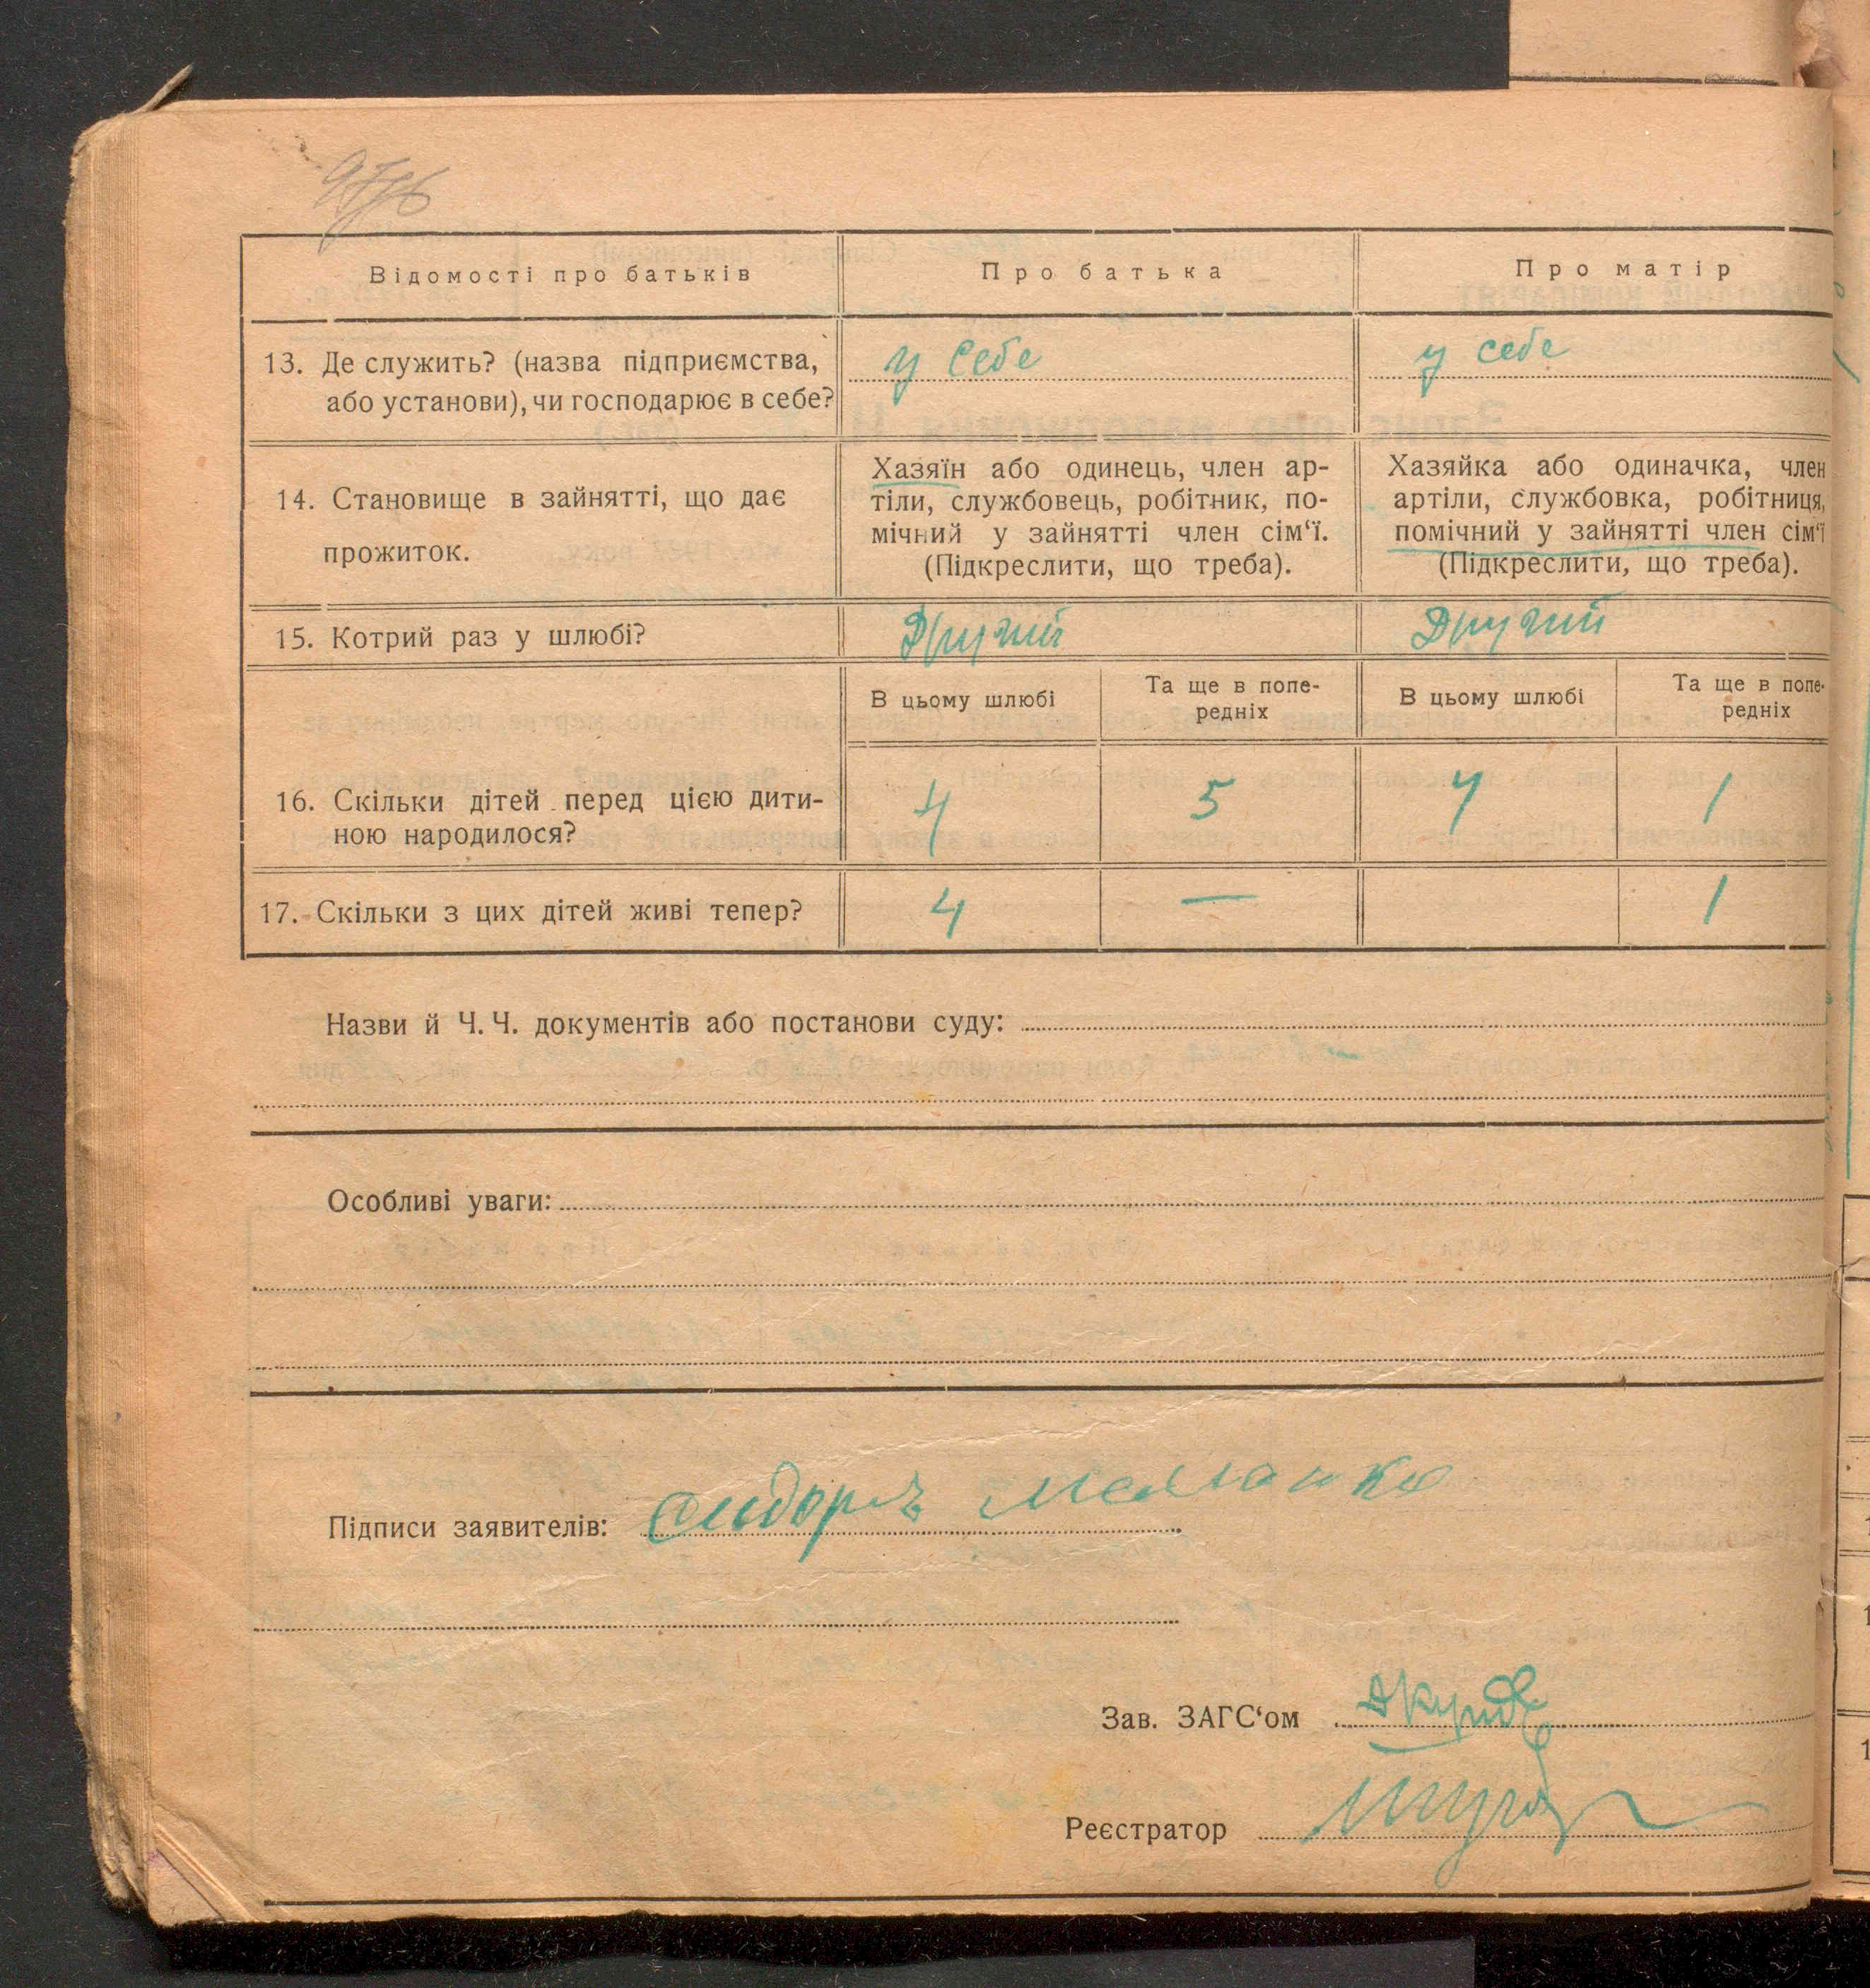 Відомості про батьків Про батька Про матір
13. Де служить? (назва підприємства, у себе у себе
або установи), чи господарює в себе?
Хазяїн або одинець, член ар- Хазяйка або одиначка, член
14. Становище в зайнятті, що дає тіли, службовець, робітник, по- артіли, службовка, робітниця,
мічний у зайнятті член сім‘ї. помічний у зайнятті член сім‘ї
прожиток. (Підкреслити, що треба). (Підкреслити, що треба).
15. Котрий раз у шлюбі? Другий Другий
В цьому шлюбі Та ще в попе- В цьому шлюбі Та ще в попе-
редніх редніх
16. Скільки дітей перед цією дити- 4 5 4 1
ною народилося?
17. Скільки з цих дітей живі тепер? 4 — 1
Назви й Ч. Ч. документів або постанови суду:
Особливі уваги:
Підписи заявителів: Сидоръ
Зав. ЗАГС‘ом
Реєстратор